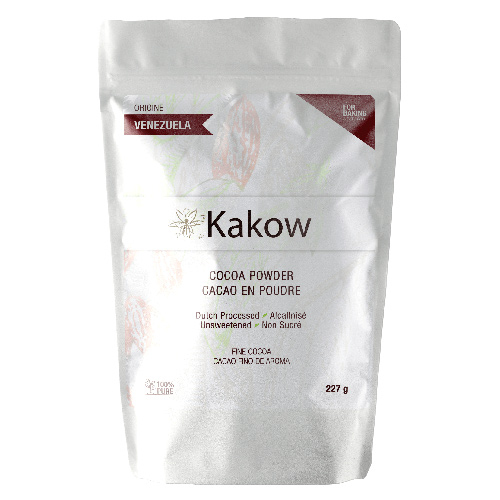 ORIGINE
VENEZUELA
FOR
BAKING
Kakow
COCOA POWDER
CACAO EN POUDRE
Dutch Processed Alcalinisé
Unsweetened Non Sucré
FINE COCOA
CACAO FINO DE AROMA
100%
PURE
227 g